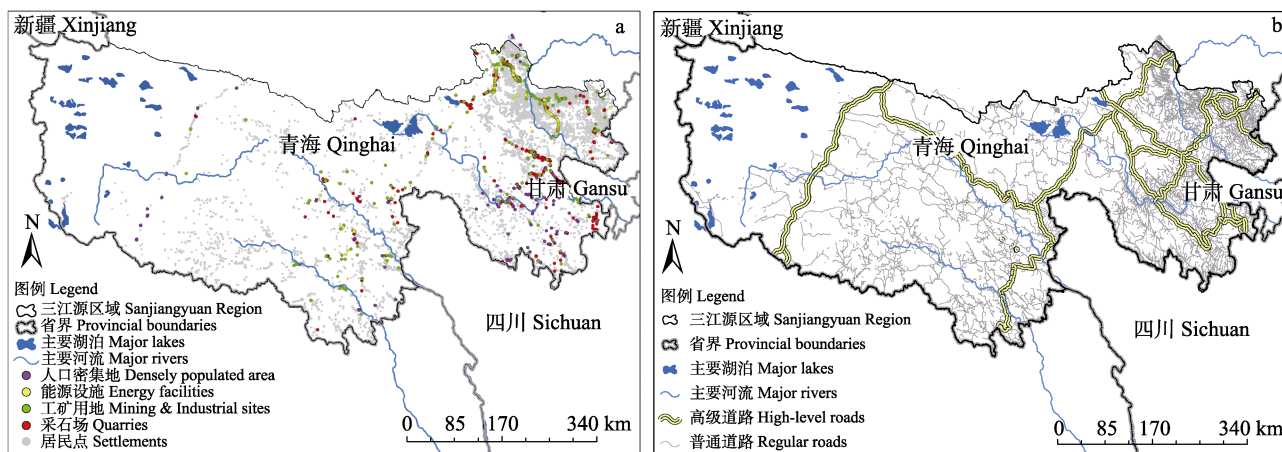 新疆 Xinjiang
a
青海 Qinghai
甘肃 Gansu
N
四川 Sichuan
图例 Legend
三江源区域 Sanjiangyuan Region
省界 Provincial boundaries
主要湖泊 Major lakes
主要河流 Major rivers
人口密集地 Densely populated area
能源设施 Energy facilities
工矿用地 Mining & Industrial sites
采石场 Quarries
居民点 Settlements
0 85 170 340 km
新疆 Xinjiang
b
青海 Qinghai
甘肃 Gansu
N
四川 Sichuan
图例 Legend
三江源区域 Sanjiangyuan Region
省界 Provincial boundaries
主要湖泊 Major lakes
主要河流 Major rivers
高级道路 High-level roads
普通道路 Regular roads
0 85 170 340 km